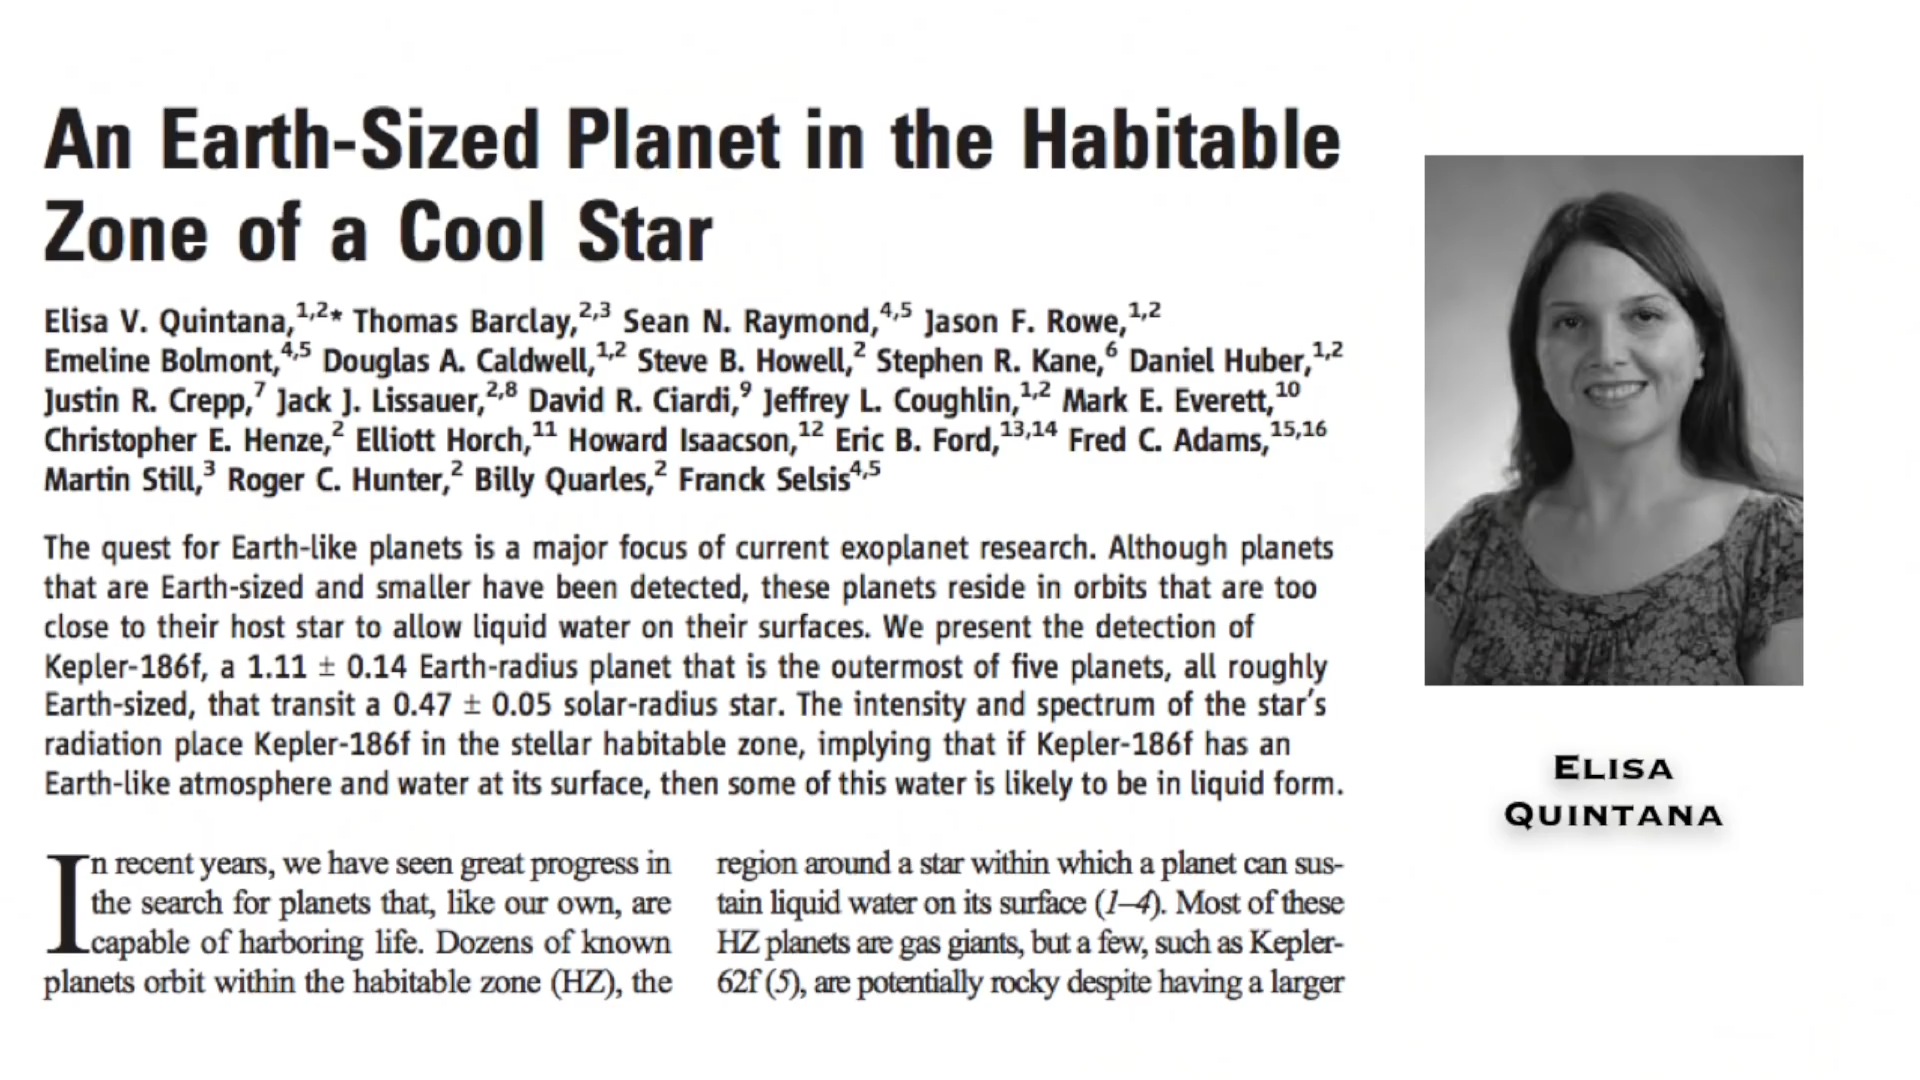 An Earth-Sized Planet in the Habitable
Zone of a Cool Star
Elisa V. Quintana,1,2* Thomas Barclay,2,3 Sean N. Raymond,4,5 Jason F. Rowe,1,2
Emeline Bolmont,4,5 Douglas A. Caldwell,1,2 Steve B. Howell,2 Stephen R. Kane,6 Daniel Huber,1,2
Justin R. Crepp,7 Jack J. Lissauer,2,8 David R. Ciardi,9 Jeffrey L. Coughlin,1,2 Mark E. Everett,10
Christopher E. Henze,2 Elliott Horch,11 Howard Isaacson,12 Eric B. Ford,13,14 Fred C. Adams,15,16
Martin Still,3 Roger C. Hunter,2 Billy Quarles,2 Franck Selsis4,5
The quest for Earth-like planets is a major focus of current exoplanet research. Although planets
that are Earth-sized and smaller have been detected, these planets reside in orbits that are too
close to their host star to allow liquid water on their surfaces. We present the detection of
Kepler-186f, a 1.11 ± 0.14 Earth-radius planet that is the outermost of five planets, all roughly
Earth-sized, that transit a 0.47 ± 0.05 solar-radius star. The intensity and spectrum of the star's
radiation place Kepler-186f in the stellar habitable zone, implying that if Kepler-186f has an
Earth-like atmosphere and water at its surface, then some of this water is likely to be in liquid form.
In recent years, we have seen great progress in
the search for planets that, like our own, are
capable of harboring life. Dozens of known
planets orbit within the habitable zone (HZ), the
region around a star within which a planet can sus-
tain liquid water on its surface (1–4). Most of these
HZ planets are gas giants, but a few, such as Kepler-
62f (5), are potentially rocky despite having a larger
ELISA
QUINTANA